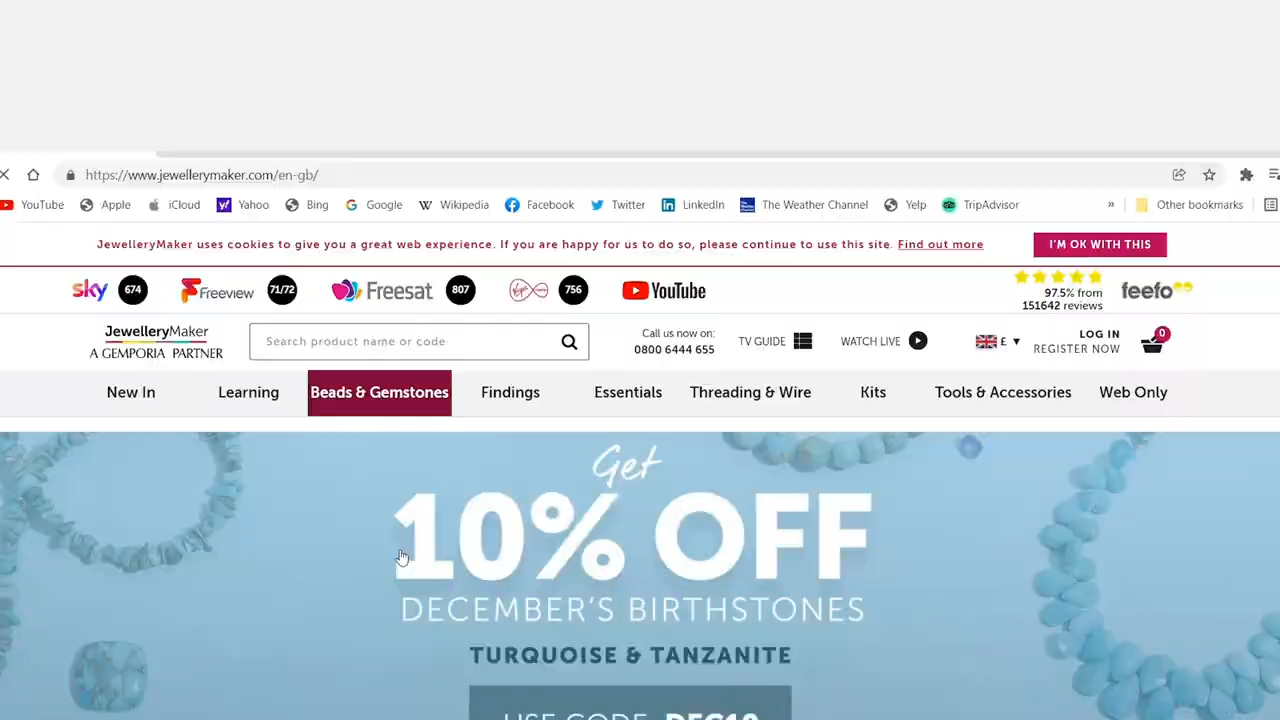 https://www.jewellerymaker.com/en-gb/
YouTube Apple iCloud Yahoo Bing Google Wikipedia Facebook Twitter LinkedIn The Weather Channel Yelp TripAdvisor » Other bookmarks
JewelleryMaker uses cookies to give you a great web experience. If you are happy for us to do so, please continue to use this site. Find out more I'M OK WITH THIS
sky 674 Freeview 71/72 Freesat 807 Virgin 756 YouTube
97.5% from
151642 reviews
feefo
JewelleryMaker
A GEMPORIA PARTNER
Search product name or code
Call us now on:
0800 6444 655
TV GUIDE WATCH LIVE £ ▼
LOG IN
REGISTER NOW
0
New In Learning Beads & Gemstones Findings Essentials Threading & Wire Kits Tools & Accessories Web Only
Get
10% OFF
DECEMBER'S BIRTHSTONES
TURQUOISE & TANZANITE
USE CODE DEC10